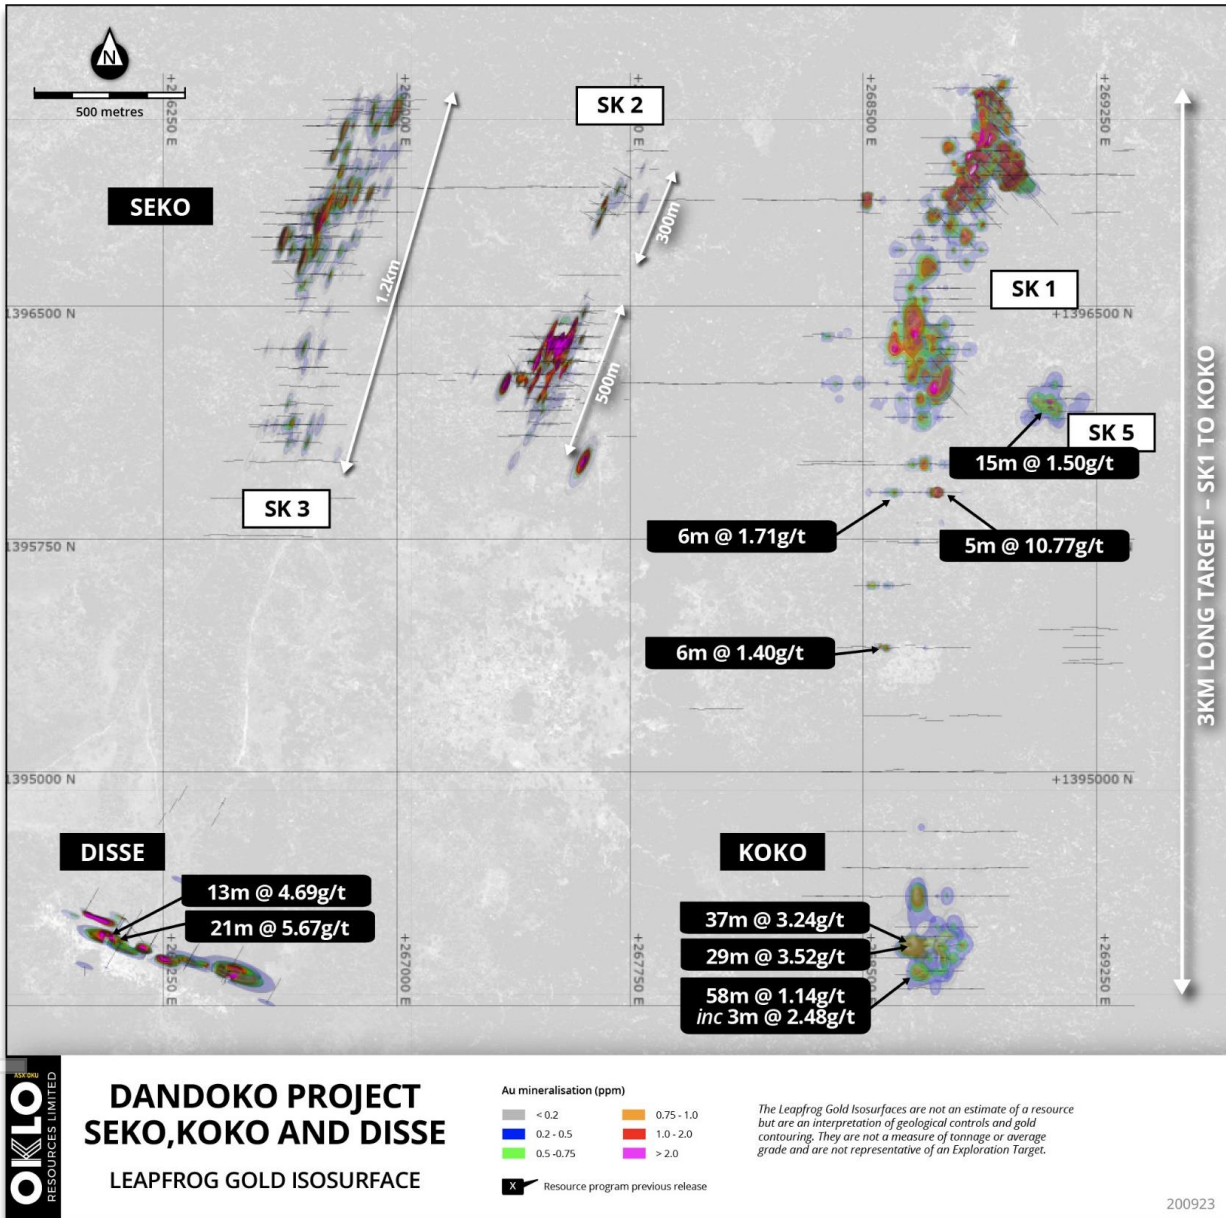 N
500 metres
+2
6250 E
+267000 E
SK 2
E
+268500 E
+269250 E
SEKO
300m
1.2km
SK 1
1396500 N
+1396500 N
500m
SK 5
15m @ 1.50g/t
SK 3
6m @ 1.71g/t
5m @ 10.77g/t
1395750 N
6m @ 1.40g/t
3KM LONG TARGET – SK1 TO KOKO
1395000 N
+1395000 N
DISSE
KOKO
13m @ 4.69g/t
21m @ 5.67g/t
37m @ 3.24g/t
29m @ 3.52g/t
58m @ 1.14g/t
inc 3m @ 2.48g/t
250 E
+267000 E
+267750 E
8500 E
+269250 E
ASX OKU
OKLO
RESOURCES LIMITED
DANDOKO PROJECT
SEKO,KOKO AND DISSE
LEAPFROG GOLD ISOSURFACE
Au mineralisation (ppm)
< 0.2
0.2 - 0.5
0.5 -0.75
0.75 - 1.0
1.0 - 2.0
> 2.0
X
Resource program previous release
The Leapfrog Gold Isosurfaces are not an estimate of a resource
but are an interpretation of geological controls and gold
contouring. They are not a measure of tonnage or average
grade and are not representative of an Exploration Target.
200923